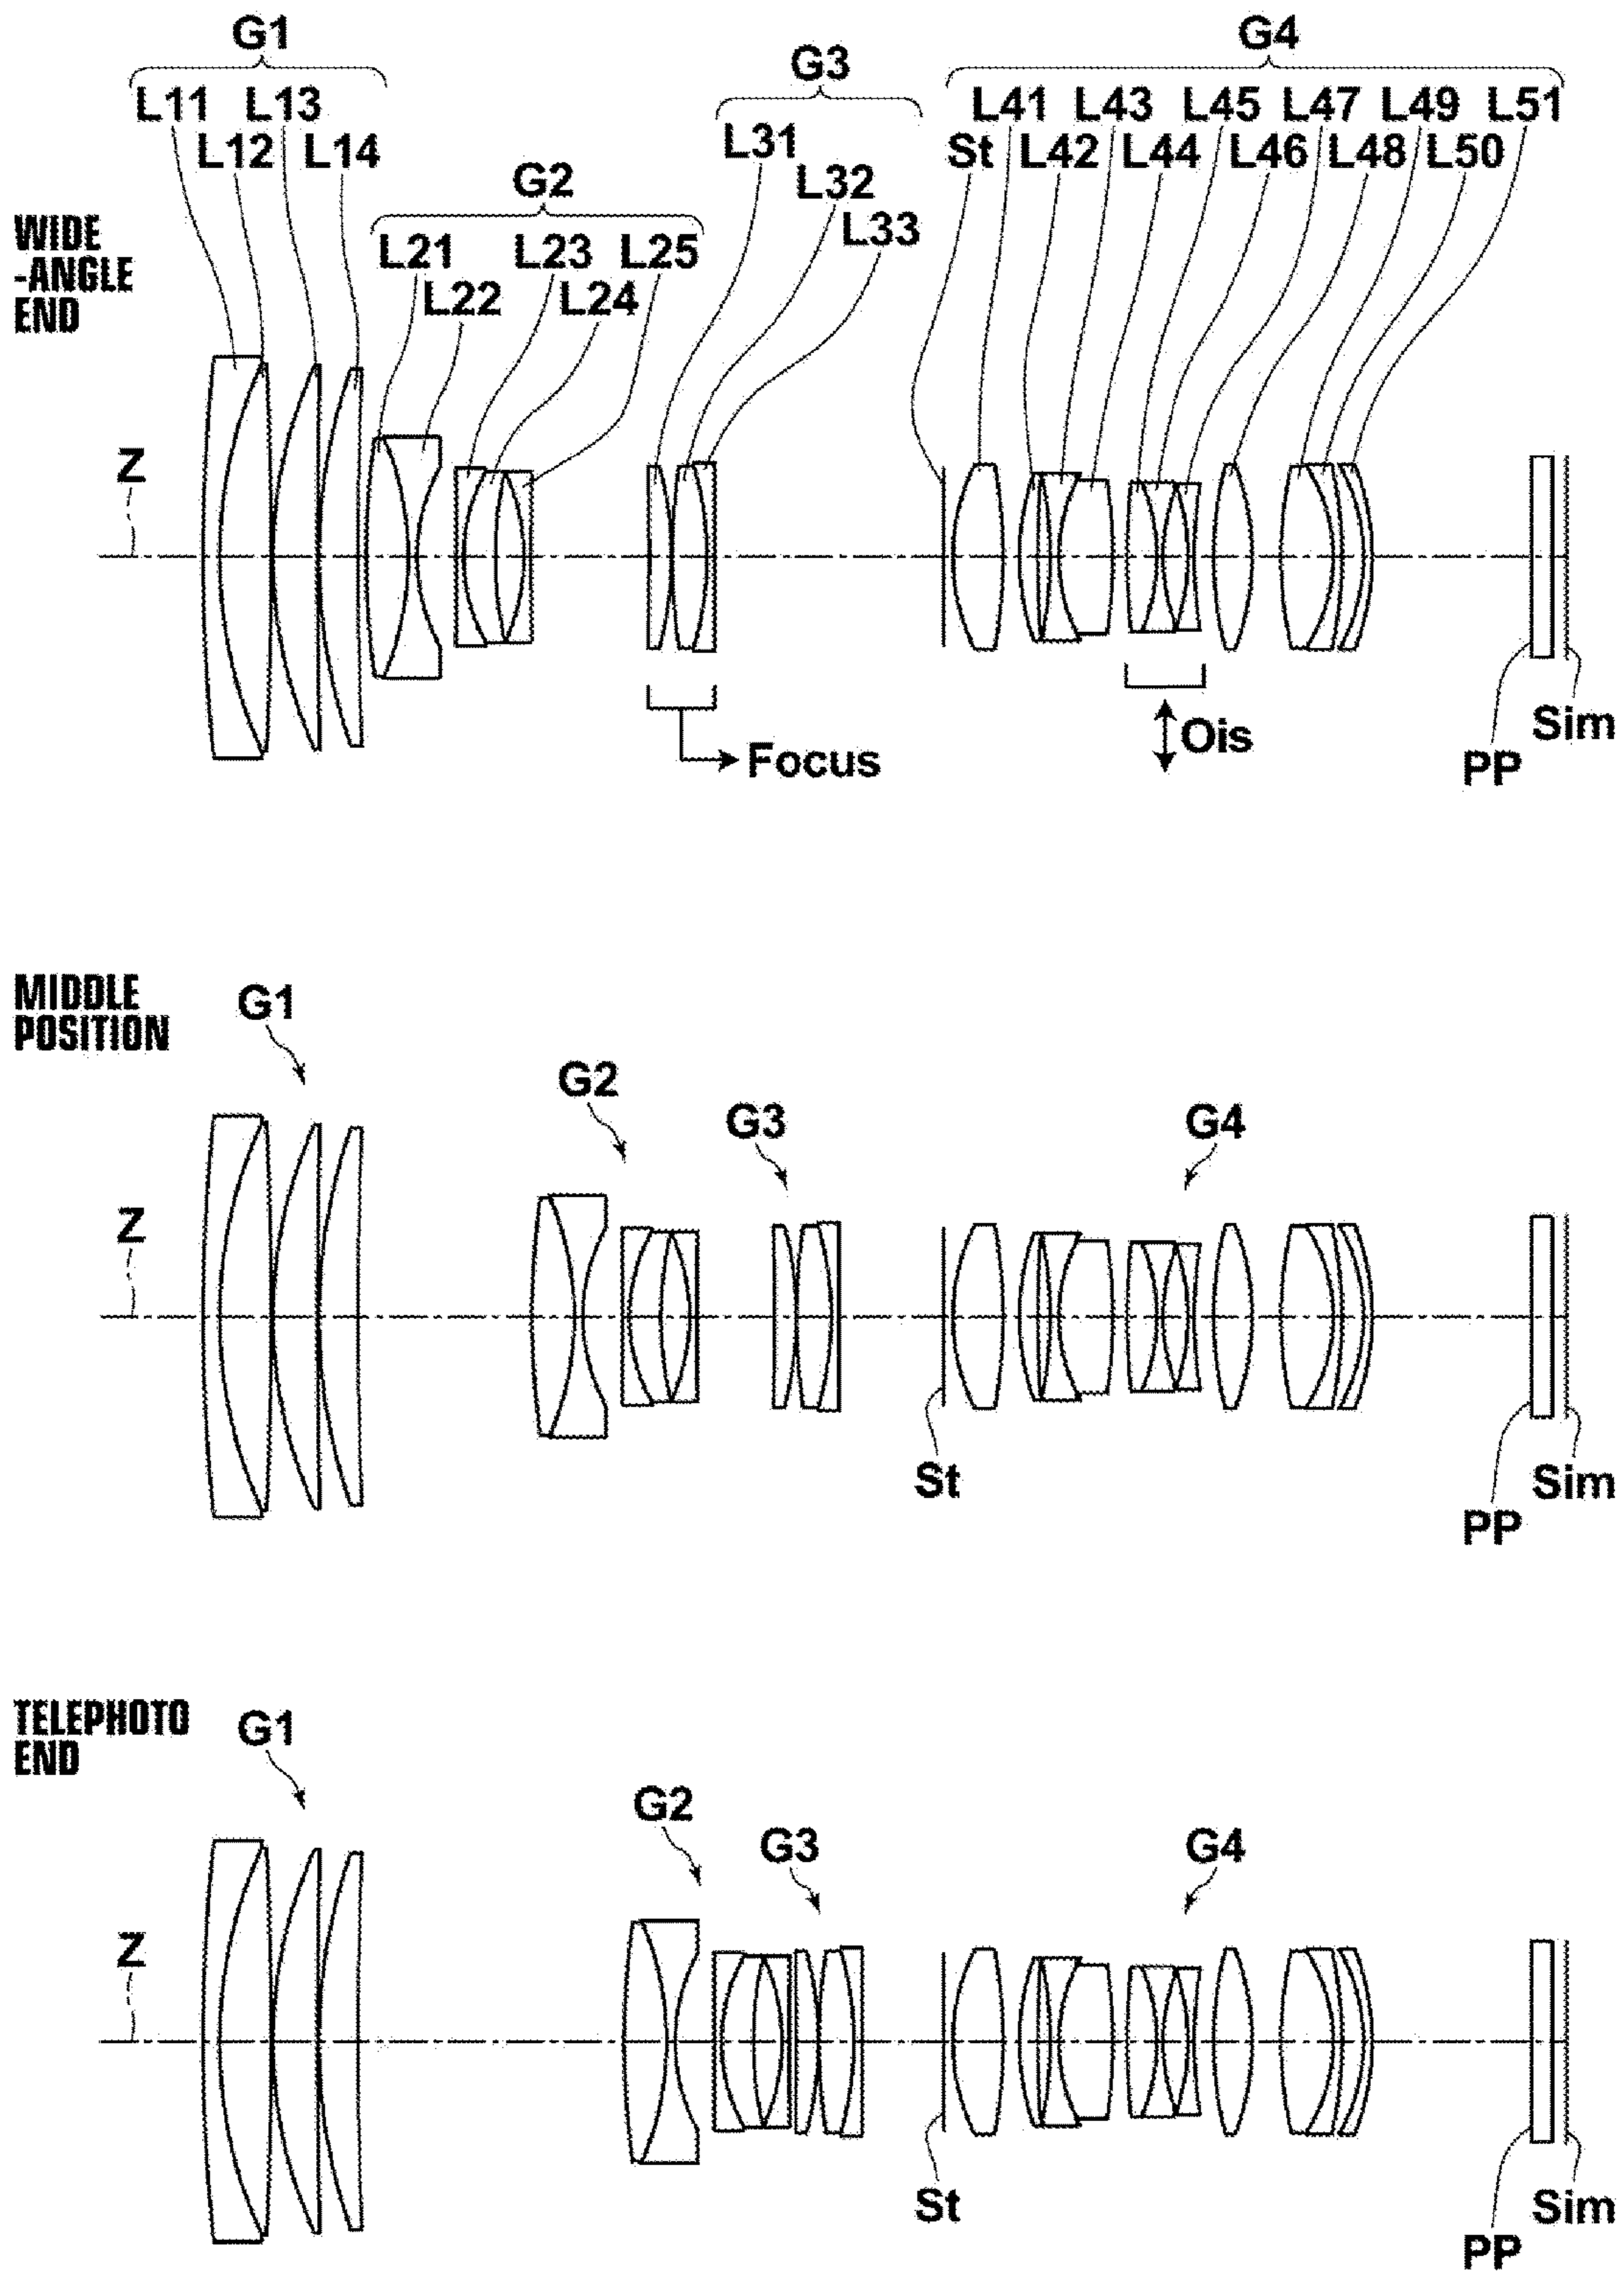 G1
G4
G3
L11
L13
L41
L43
L45
L47
L49
L51
L12
L14
L31
St
L42
L44
L46
L48
L50
G2
L32
WIDE
-ANGLE
END
L21
L23
L25
L33
L22
L24
Z
Focus
Ois
Sim
PP
MIDDLE
POSITION
G1
G2
G3
G4
Z
St
Sim
PP
TELEPHOTO
END
G1
G2
G3
G4
Z
St
Sim
PP